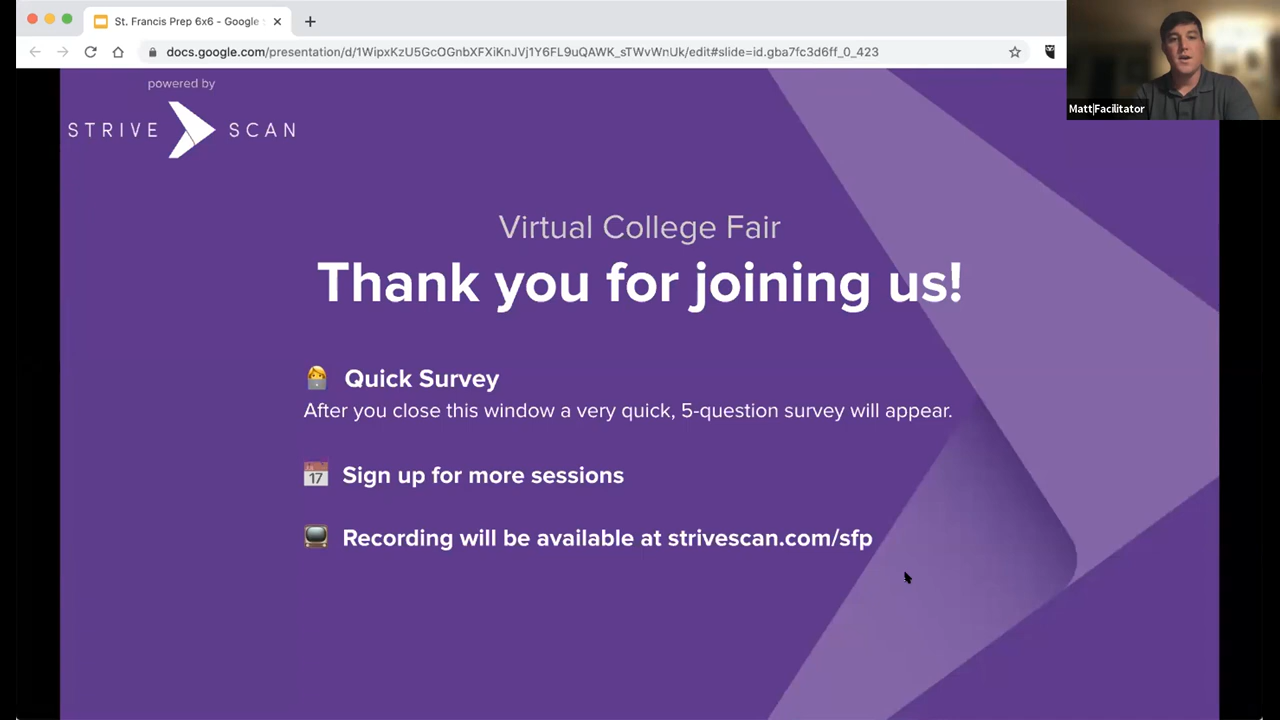 St. Francis Prep 6x6 - Google
docs.google.com/presentation/d/1WipxKzU5GcOGnbXFXiKnJVj1Y6FL9uQAWK_sTWvWnUk/edit#slide=id.gba7fc3d6ff_0_423
Matt|Facilitator
powered by
STRIVE SCAN
Virtual College Fair
Thank you for joining us!
Quick Survey
After you close this window a very quick, 5-question survey will appear.
17 Sign up for more sessions
Recording will be available at strivescan.com/sfp